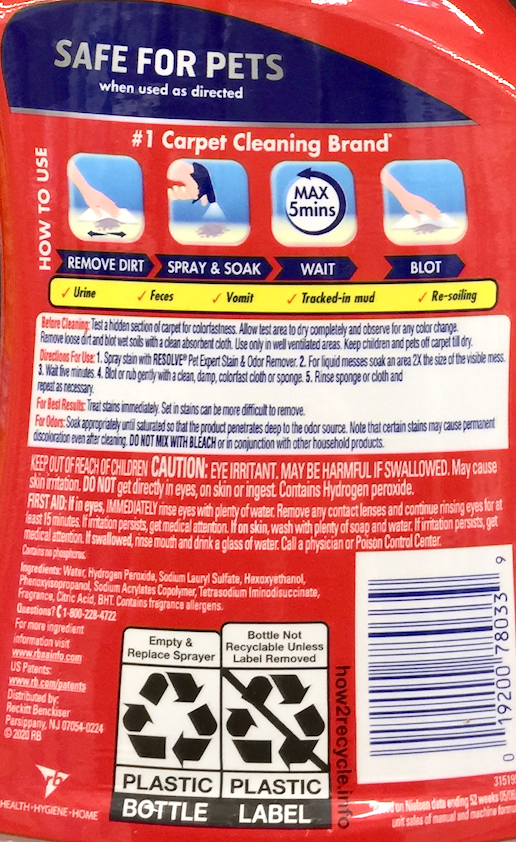 SAFE FOR PETS
when used as directed
#1 Carpet Cleaning Brand*
HOW TO USE
MAX
5mins
REMOVE DIRT
SPRAY & SOAK
WAIT
BLOT
✓ Urine
✓ Feces
✓ Vomit
✓ Tracked-in mud
✓ Re-soiling
Before Cleaning: Test a hidden section of carpet for colorfastness. Allow test area to dry completely and observe for any color change.
Remove loose dirt and blot wet soils with a clean absorbent cloth. Use only in well ventilated areas. Keep children and pets off carpet till dry.
Directions For Use: 1. Spray stain with RESOLVE® Pet Expert Stain & Odor Remover. 2. For liquid messes soak an area 2X the size of the visible mess.
3. Wait five minutes. 4. Blot or rub gently with a clean, damp, colorfast cloth or sponge. 5. Rinse sponge or cloth and
repeat as necessary.
For Best Results: Treat stains immediately. Set in stains can be more difficult to remove.
For Odors: Soak appropriately until saturated so that the product penetrates deep to the odor source. Note that certain stains may cause permanent
discoloration even after cleaning. DO NOT MIX WITH BLEACH or in conjunction with other household products.
KEEP OUT OF REACH OF CHILDREN CAUTION: EYE IRRITANT. MAY BE HARMFUL IF SWALLOWED. May cause
skin irritation. DO NOT get directly in eyes, on skin or ingest. Contains Hydrogen peroxide.
FIRST AID: If in eyes, IMMEDIATELY rinse eyes with plenty of water. Remove any contact lenses and continue rinsing eyes for at
least 15 minutes. If irritation persists, get medical attention. If on skin, wash with plenty of soap and water. If irritation persists, get
medical attention. If swallowed, rinse mouth and drink a glass of water. Call a physician or Poison Control Center.
Contains no phosphorus.
Ingredients: Water, Hydrogen Peroxide, Sodium Lauryl Sulfate, Hexoxyethanol,
Phenoxyisopropanol, Sodium Acrylates Copolymer, Tetrasodium Iminodisuccinate,
Fragrance, Citric Acid, BHT. Contains fragrance allergens.
Questions? 1-800-228-4722
For more ingredient
information visit
www.rbnainfo.com
US Patents:
www.rb.com/patents
Distributed by:
Reckitt Benckiser
Parsippany, NJ 07054-0224
© 2020 RB
rb
HEALTH • HYGIENE • HOME
Empty &
Replace Sprayer
PLASTIC
BOTTLE
Bottle Not
Recyclable Unless
Label Removed
PLASTIC
LABEL
how2recycle.info
0 19200 78033 9
315195
on Nielsen data ending 52 weeks
unit sales of manual and machine